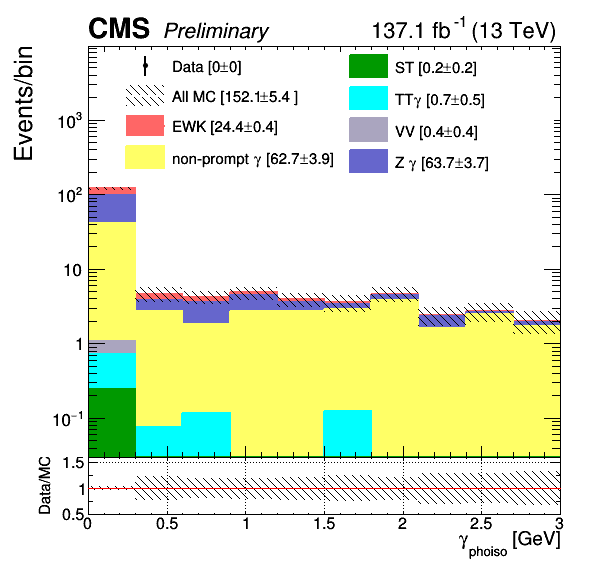 CMS Preliminary 137.1 fb⁻¹ (13 TeV)
Events/bin
Data [0±0]
All MC [152.1±5.4 ]
EWK [24.4±0.4]
non-prompt γ [62.7±3.9]
ST [0.2±0.2]
TTγ [0.7±0.5]
VV [0.4±0.4]
Z γ [63.7±3.7]
10³
10²
10
1
10⁻¹
Data/MC
1.5
1
0.5
0 0.5 1 1.5 2 2.5 3
γ_phoiso [GeV]